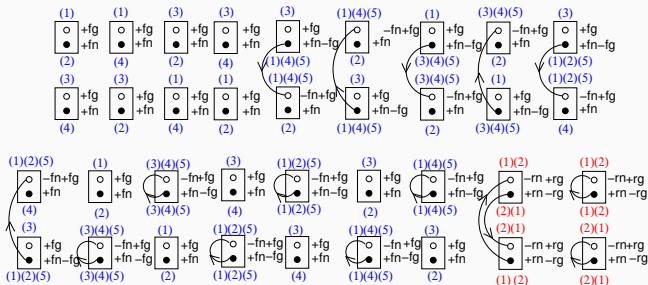 (1) (1) (3) (3) (3) (1)(4)(5) (1) (3)(4)(5) (3)
+fg +fg +fg +fg +fg −fn+fg +fg −fn+fg +fg
+fn +fn +fn +fn +fn−fg +fn +fn−fg +fn +fn−fg
(2) (4) (2) (4) (1)(4)(5) (2) (3)(4)(5) (2) (1)(2)(5)
(3) (3) (1) (1) (1)(4)(5) (3) (3)(4)(5) (1) (1)(2)(5)
+fg +fg +fg +fg −fn+fg +fg −fn+fg +fg −fn+fg
+fn +fn +fn +fn +fn +fn−fg +fn +fn−fg +fn
(4) (2) (4) (2) (2) (1)(4)(5) (2) (3)(4)(5) (4)
(1)(2)(5) (1) (3)(4)(5) (3) (1)(2)(5) (3) (1)(4)(5) (1)(2) (1)(2)
−fn+fg +fg −fn+fg +fg −fn+fg +fg −fn+fg −rn+rg −rn+rg
+fn +fn +fn−fg +fn +fn−fg +fn +fn−fg +rn −rg +rn −rg
(4) (2) (3)(4)(5) (4) (1)(2)(5) (2) (1)(4)(5) (2)(1) (1)(2)
(3) (3)(4)(5) (1) (1)(2)(5) (3) (1)(4)(5) (3) (2)(1) (2)(1)
+fg −fn+fg +fg −fn+fg +fg −fn+fg +fg −rn+rg −rn+rg
+fn−fg +fn −fg +fn +fn−fg +fn +fn−fg +fn +rn −rg +rn −rg
(1)(2)(5) (3)(4)(5) (2) (1)(2)(5) (4) (1)(4)(5) (2) (1)(2) (2)(1)